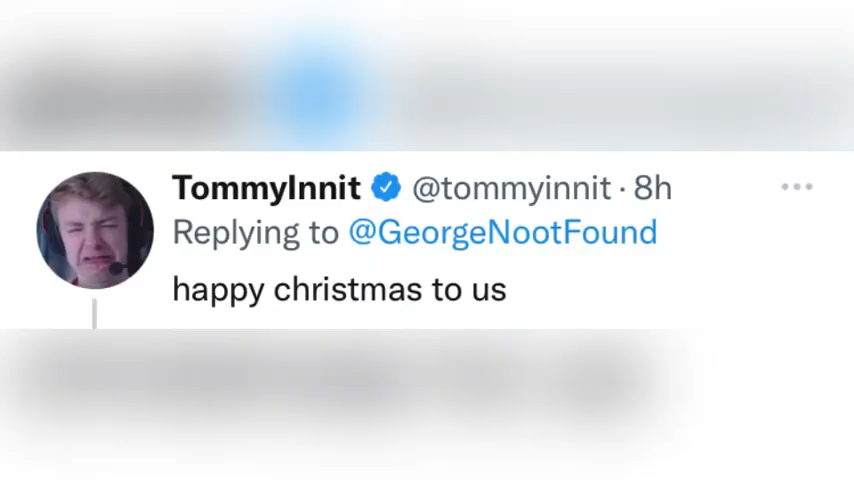 TommyInnit @tommyinnit · 8h
Replying to @GeorgeNootFound
happy christmas to us